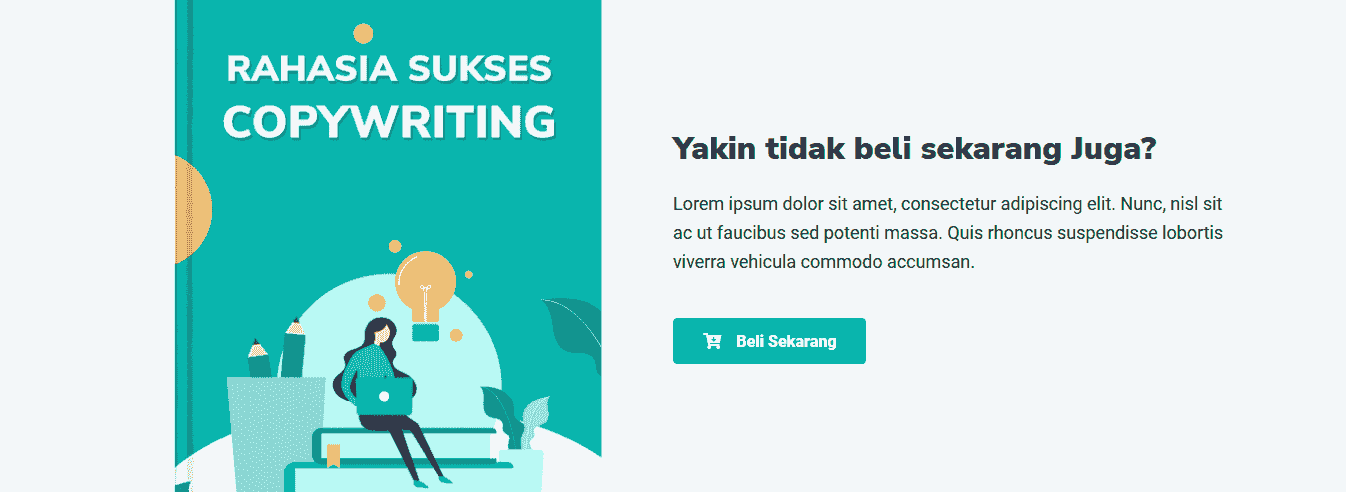 RAHASIA SUKSES
COPYWRITING
Yakin tidak beli sekarang Juga?
Lorem ipsum dolor sit amet, consectetur adipiscing elit. Nunc, nisl sit
ac ut faucibus sed potenti massa. Quis rhoncus suspendisse lobortis
viverra vehicula commodo accumsan.
Beli Sekarang